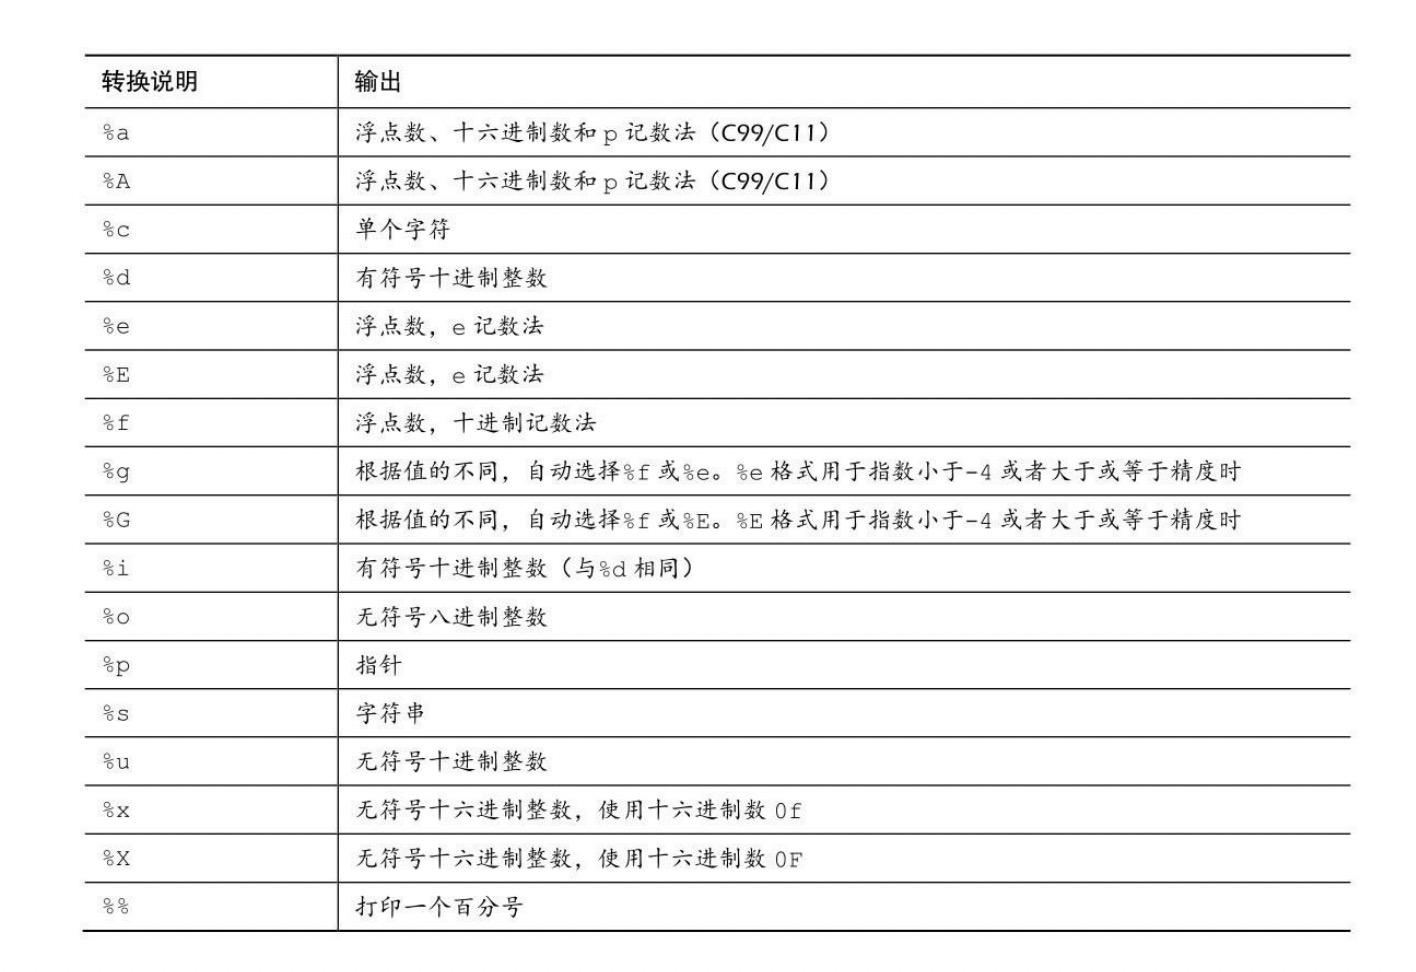 转换说明 输出
%a 浮点数、十六进制数和 p 记数法（C99/C11）
%A 浮点数、十六进制数和 p 记数法（C99/C11）
%c 单个字符
%d 有符号十进制整数
%e 浮点数，e 记数法
%E 浮点数，e 记数法
%f 浮点数，十进制记数法
%g 根据值的不同，自动选择%f 或%e。%e 格式用于指数小于-4 或者大于或等于精度时
%G 根据值的不同，自动选择%f 或%E。%E 格式用于指数小于-4 或者大于或等于精度时
%i 有符号十进制整数（与%d 相同）
%o 无符号八进制整数
%p 指针
%s 字符串
%u 无符号十进制整数
%x 无符号十六进制整数，使用十六进制数 0f
%X 无符号十六进制整数，使用十六进制数 0F
%% 打印一个百分号